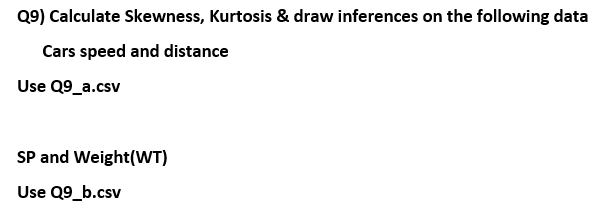 Q9) Calculate Skewness, Kurtosis & draw inferences on the following data
Cars speed and distance
Use Q9_a.csv
SP and Weight(WT)
Use Q9_b.csv